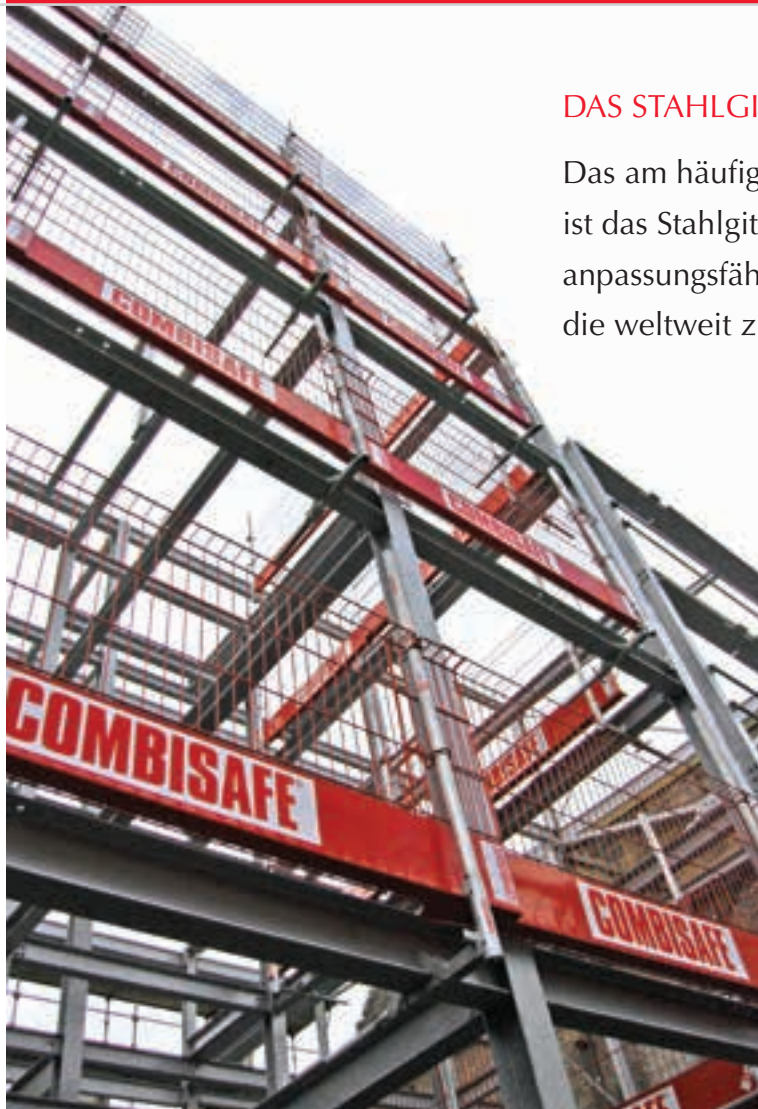 DAS STAHLGI
Das am häufig
ist das Stahlgit
anpassungsfäh
die weltweit z
COMBISAFE
COMBISAFE
COMBISAFE
COMBISAFE
COMBISAFE